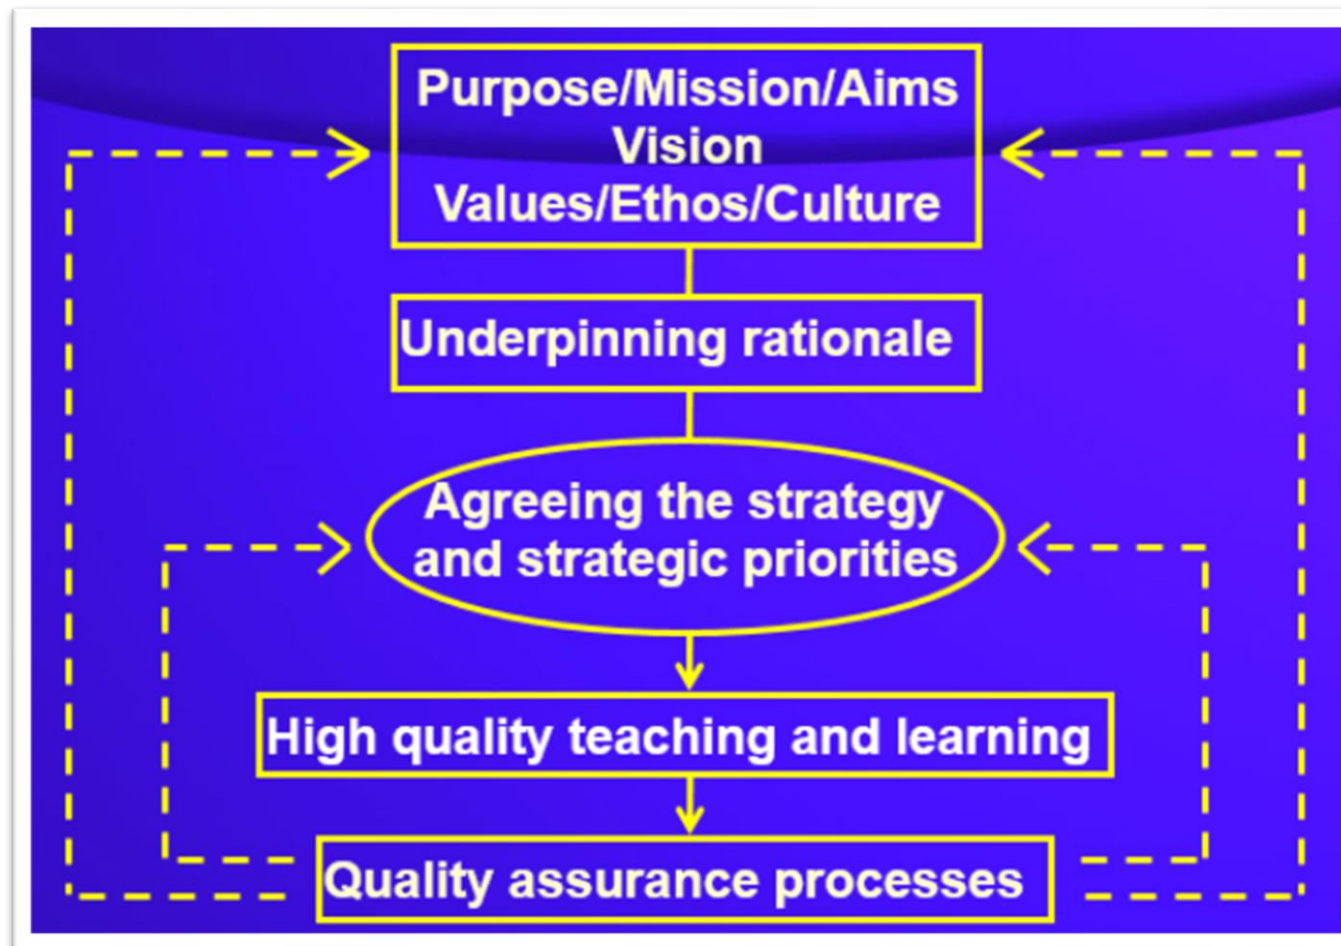 Purpose/Mission/Aims
Vision
Values/Ethos/Culture
Underpinning rationale
Agreeing the strategy
and strategic priorities
High quality teaching and learning
Quality assurance processes